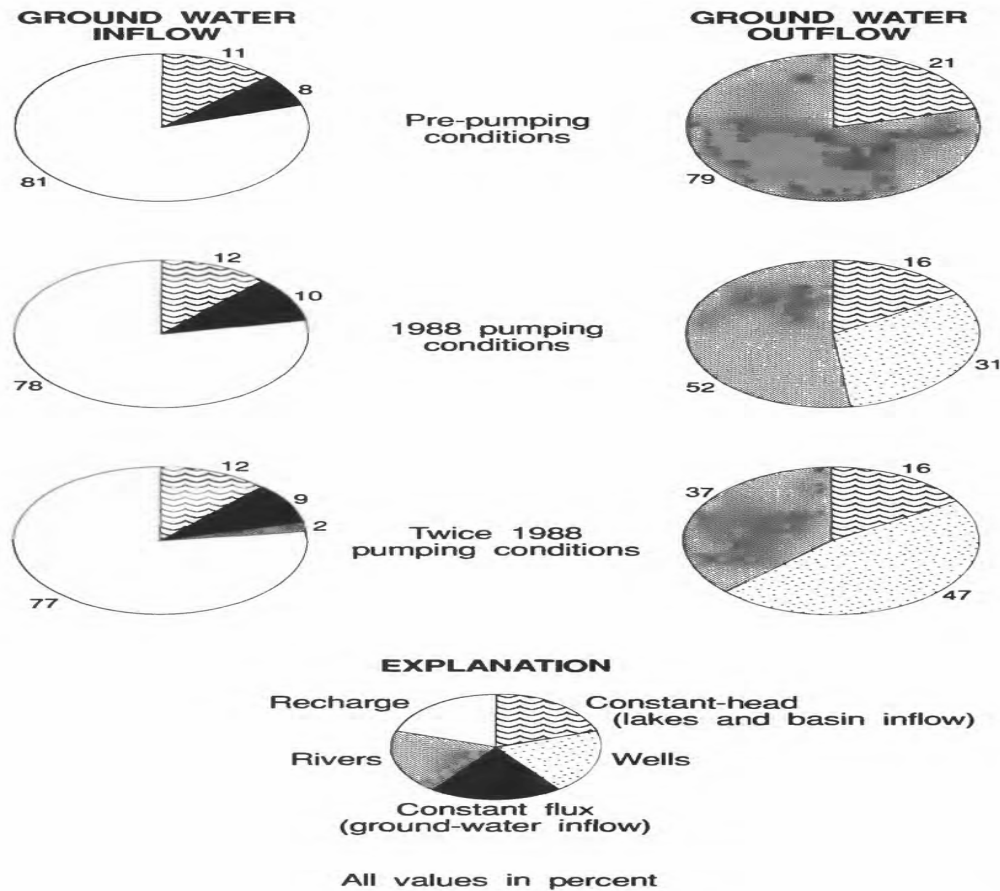 GROUND WATER
INFLOW
GROUND WATER
OUTFLOW
11
8
81
Pre-pumping
conditions
21
79
12
10
78
1988 pumping
conditions
16
31
52
12
9
2
77
Twice 1988
pumping conditions
16
37
47
EXPLANATION
Recharge
Constant-head
(lakes and basin inflow)
Rivers
Wells
Constant flux
(ground-water inflow)
All values in percent